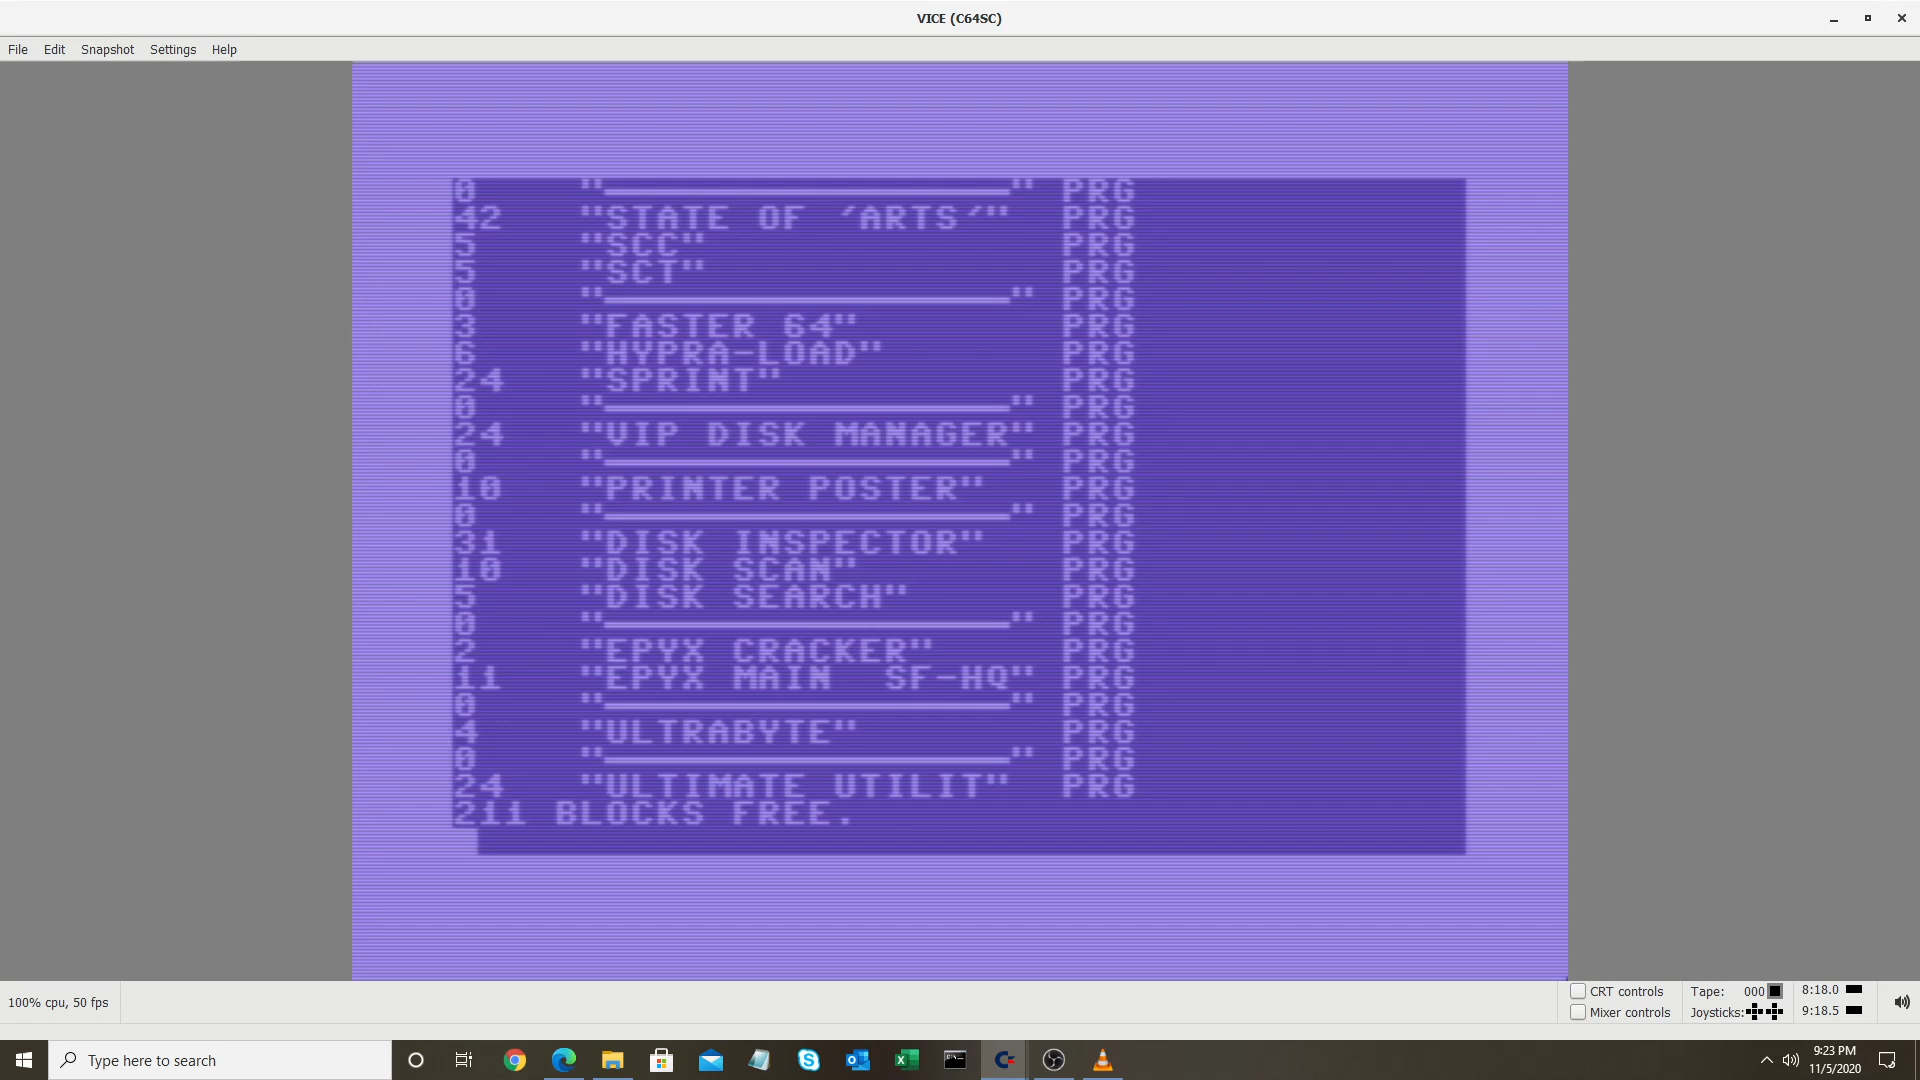 VICE (C64SC)
File Edit Snapshot Settings Help
0 "────────────────" PRG
42 "STATE OF 'ARTS'" PRG
5 "SCC" PRG
5 "SCT" PRG
0 "────────────────" PRG
3 "FASTER 64" PRG
6 "HYPRA-LOAD" PRG
24 "SPRINT" PRG
0 "────────────────" PRG
24 "VIP DISK MANAGER" PRG
0 "────────────────" PRG
10 "PRINTER POSTER" PRG
0 "────────────────" PRG
31 "DISK INSPECTOR" PRG
10 "DISK SCAN" PRG
5 "DISK SEARCH" PRG
0 "────────────────" PRG
2 "EPYX CRACKER" PRG
11 "EPYX MAIN  SF-HQ" PRG
0 "────────────────" PRG
4 "ULTRABYTE" PRG
0 "────────────────" PRG
24 "ULTIMATE UTILIT" PRG
211 BLOCKS FREE.
100% cpu, 50 fps
CRT controls
Mixer controls
Tape: 000
Joysticks:
8:18.0
9:18.5
Type here to search
9:23 PM
11/5/2020